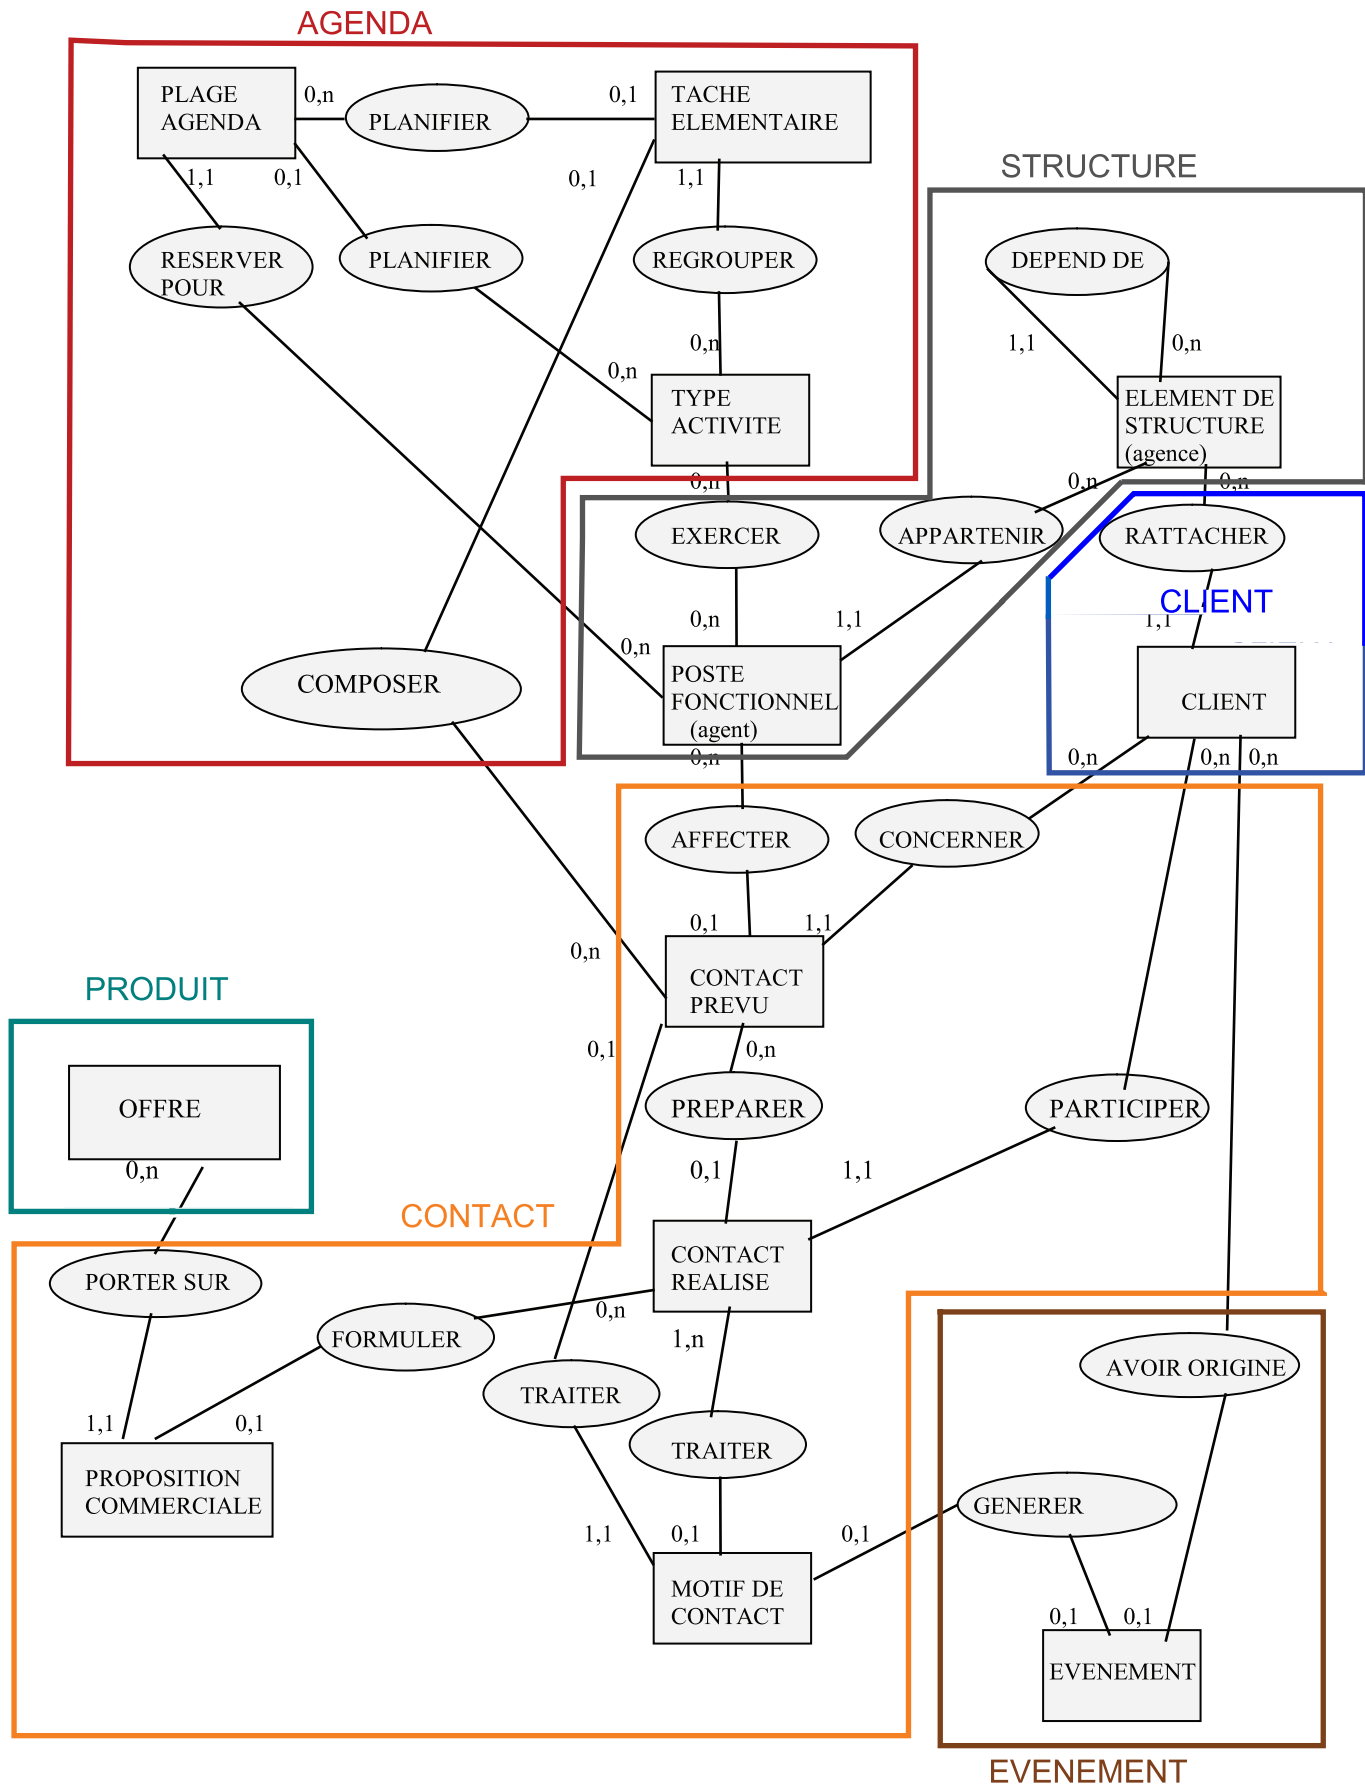 AGENDA
PLAGE
AGENDA
0,n
PLANIFIER
0,1
TACHE
ELEMENTAIRE
1,1
0,1
0,1
1,1
STRUCTURE
RESERVER
POUR
PLANIFIER
REGROUPER
DEPEND DE
0,n
0,n
1,1
0,n
TYPE
ACTIVITE
ELEMENT DE
STRUCTURE
(agence)
0,n
0,n
0,n
EXERCER
APPARTENIR
RATTACHER
CLIENT
1,1
0,n
1,1
0,n
COMPOSER
POSTE
FONCTIONNEL
(agent)
CLIENT
0,n
0,n
0,n
0,n
AFFECTER
CONCERNER
0,1
1,1
0,n
CONTACT
PREVU
PRODUIT
0,1
0,n
OFFRE
PREPARER
PARTICIPER
0,n
0,1
1,1
CONTACT
CONTACT
REALISE
PORTER SUR
0,n
FORMULER
1,n
AVOIR ORIGINE
TRAITER
1,1
0,1
TRAITER
PROPOSITION
COMMERCIALE
GENERER
1,1
0,1
0,1
MOTIF DE
CONTACT
0,1
0,1
EVENEMENT
EVENEMENT